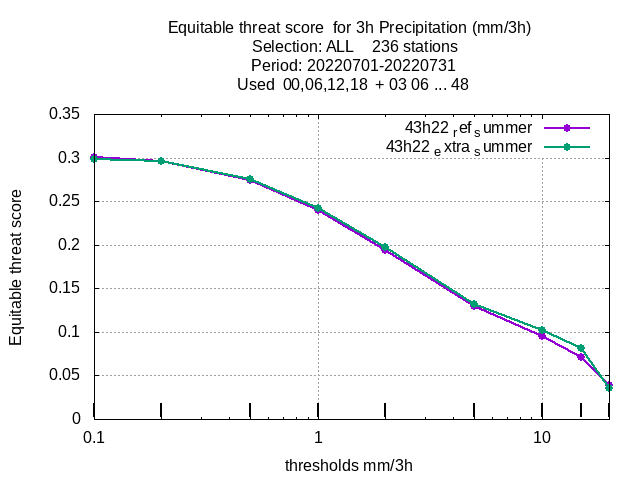 Equitable threat score  for 3h Precipitation (mm/3h)
Selection: ALL    236 stations
Period: 20220701-20220731
Used  00,06,12,18  + 03 06 ... 48
43h22 ref summer
43h22 extra summer
0.35
0.3
0.25
0.2
0.15
0.1
0.05
0
Equitable threat score
0.1
1
10
thresholds mm/3h